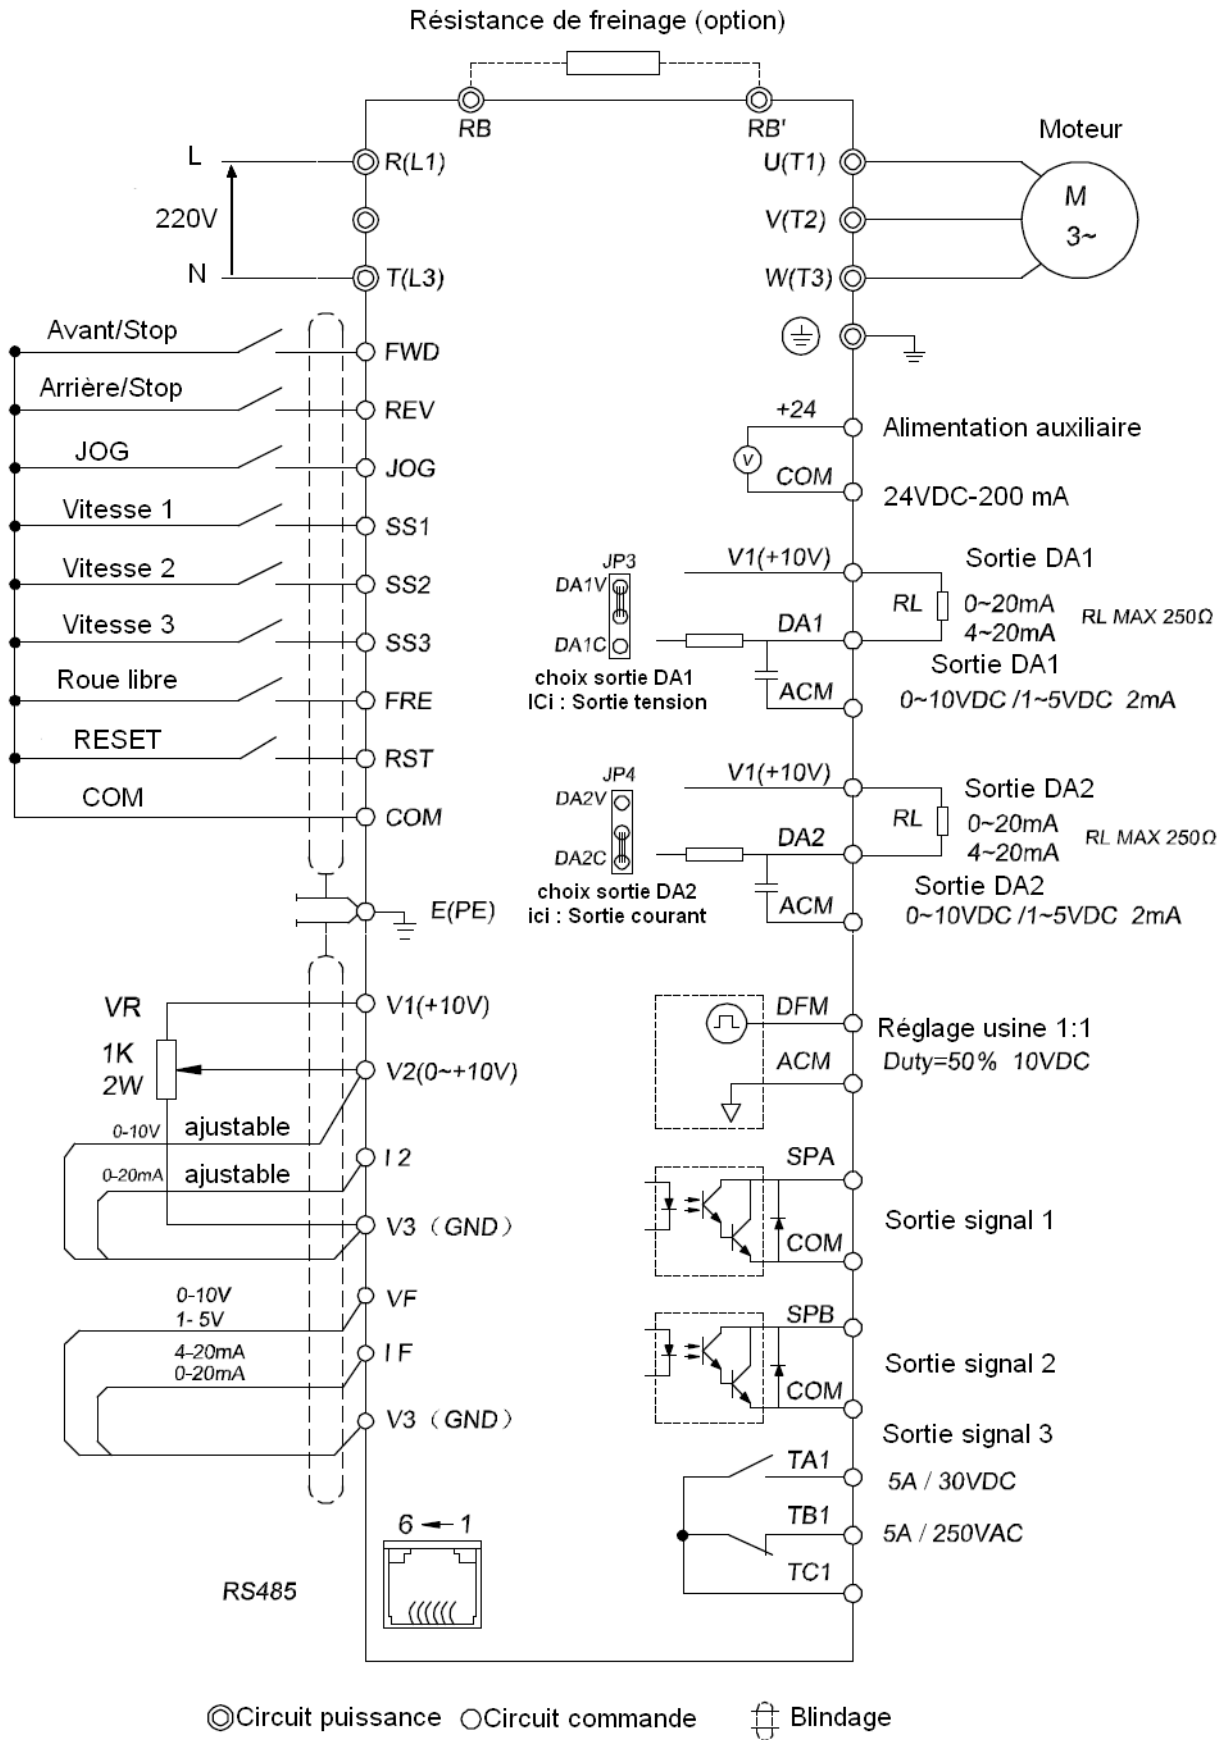 Résistance de freinage (option)
RB
RB'
Moteur
L
R(L1)
U(T1)
M
3~
220V
V(T2)
N
T(L3)
W(T3)
Avant/Stop
FWD
Arrière/Stop
REV
JOG
JOG
Vitesse 1
SS1
Vitesse 2
SS2
Vitesse 3
SS3
Roue libre
FRE
RESET
RST
COM
COM
E(PE)
+24
Alimentation auxiliaire
V
COM
24VDC-200 mA
JP3
DA1V
DA1C
choix sortie DA1
ICi : Sortie tension
V1(+10V)
Sortie DA1
RL
0~20mA
4~20mA
RL MAX 250Ω
DA1
Sortie DA1
ACM
0~10VDC /1~5VDC 2mA
JP4
DA2V
DA2C
choix sortie DA2
ici : Sortie courant
V1(+10V)
Sortie DA2
RL
0~20mA
4~20mA
RL MAX 250Ω
DA2
Sortie DA2
ACM
0~10VDC /1~5VDC 2mA
VR
1K
2W
V1(+10V)
V2(0~+10V)
0-10V ajustable
I 2
0-20mA ajustable
V3 (GND)
0-10V
1- 5V
VF
4-20mA
0-20mA
I F
V3 (GND)
DFM
Réglage usine 1:1
ACM
Duty=50% 10VDC
SPA
Sortie signal 1
COM
SPB
Sortie signal 2
COM
Sortie signal 3
TA1
5A / 30VDC
TB1
5A / 250VAC
TC1
6 ← 1
RS485
Circuit puissance Circuit commande Blindage